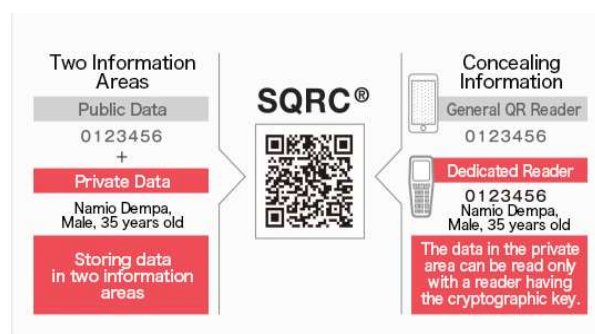 Two Information
Areas
Public Data
0123456
+
Private Data
Namio Dempa,
Male, 35 years old
Storing data
in two information
areas
SQRC®
Concealing
Information
General QR Reader
0123456
Dedicated Reader
0123456
Namio Dempa,
Male, 35 years old
The data in the private
area can be read only
with a reader having
the cryptographic key.